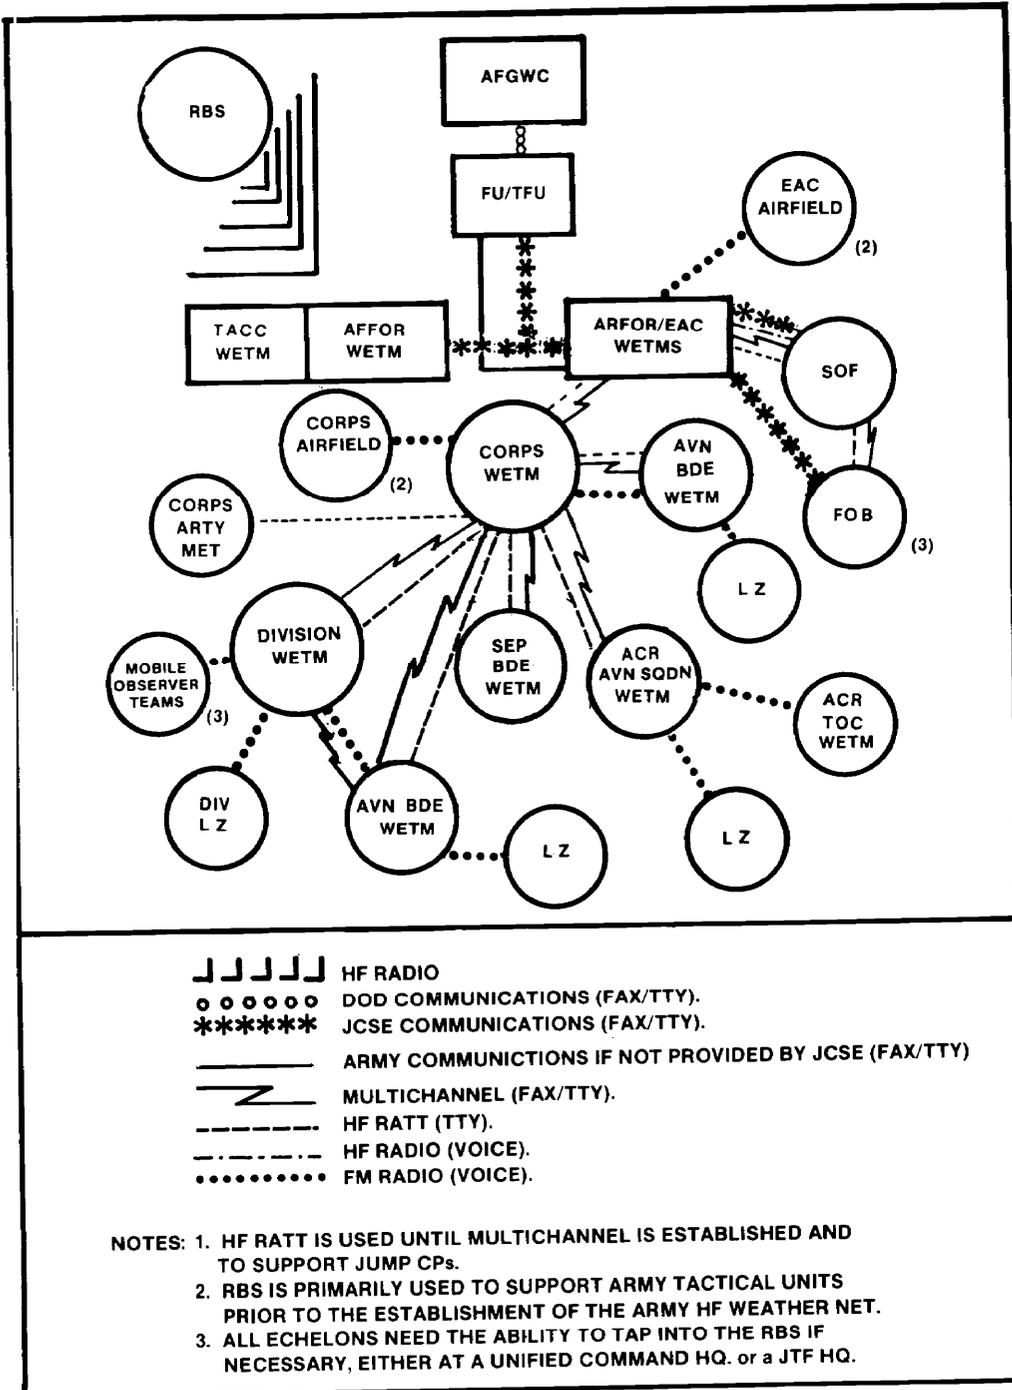 RBS
AFGWC
FU/TFU
EAC
AIRFIELD
(2)
TACC
WETM
AFFOR
WETM
ARFOR/EAC
WETMS
SOF
CORPS
AIRFIELD
(2)
CORPS
WETM
AVN
BDE
WETM
FOB
(3)
CORPS
ARTY
MET
L Z
DIVISION
WETM
MOBILE
OBSERVER
TEAMS
(3)
SEP
BDE
WETM
ACR
AVN SQDN
WETM
ACR
TOC
WETM
DIV
L Z
AVN BDE
WETM
L Z
L Z
HF RADIO
DOD COMMUNICATIONS (FAX/TTY).
JCSE COMMUNICATIONS (FAX/TTY).
ARMY COMMUNICTIONS IF NOT PROVIDED BY JCSE (FAX/TTY)
MULTICHANNEL (FAX/TTY).
HF RATT (TTY).
HF RADIO (VOICE).
FM RADIO (VOICE).
NOTES: 1. HF RATT IS USED UNTIL MULTICHANNEL IS ESTABLISHED AND
TO SUPPORT JUMP CPs.
2. RBS IS PRIMARILY USED TO SUPPORT ARMY TACTICAL UNITS
PRIOR TO THE ESTABLISHMENT OF THE ARMY HF WEATHER NET.
3. ALL ECHELONS NEED THE ABILITY TO TAP INTO THE RBS IF
NECESSARY, EITHER AT A UNIFIED COMMAND HQ. or a JTF HQ.